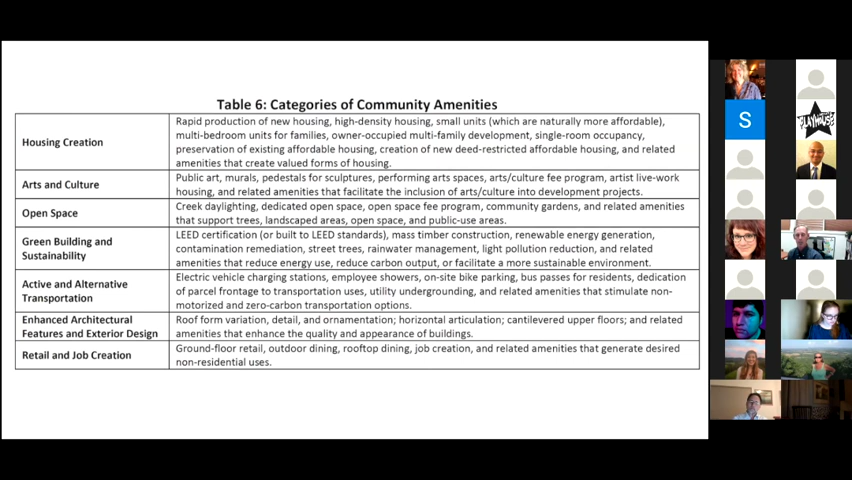 Table 6: Categories of Community Amenities
Housing Creation
Rapid production of new housing, high-density housing, small units (which are naturally more affordable),
multi-bedroom units for families, owner-occupied multi-family development, single-room occupancy,
preservation of existing affordable housing, creation of new deed-restricted affordable housing, and related
amenities that create valued forms of housing.
Arts and Culture
Public art, murals, pedestals for sculptures, performing arts spaces, arts/culture fee program, artist live-work
housing, and related amenities that facilitate the inclusion of arts/culture into development projects.
Open Space
Creek daylighting, dedicated open space, open space fee program, community gardens, and related amenities
that support trees, landscaped areas, open space, and public-use areas.
Green Building and
Sustainability
LEED certification (or built to LEED standards), mass timber construction, renewable energy generation,
contamination remediation, street trees, rainwater management, light pollution reduction, and related
amenities that reduce energy use, reduce carbon output, or facilitate a more sustainable environment.
Active and Alternative
Transportation
Electric vehicle charging stations, employee showers, on-site bike parking, bus passes for residents, dedication
of parcel frontage to transportation uses, utility undergrounding, and related amenities that stimulate non-
motorized and zero-carbon transportation options.
Enhanced Architectural
Features and Exterior Design
Roof form variation, detail, and ornamentation; horizontal articulation; cantilevered upper floors; and related
amenities that enhance the quality and appearance of buildings.
Retail and Job Creation
Ground-floor retail, outdoor dining, rooftop dining, job creation, and related amenities that generate desired
non-residential uses.
S
PLAYHOUSE